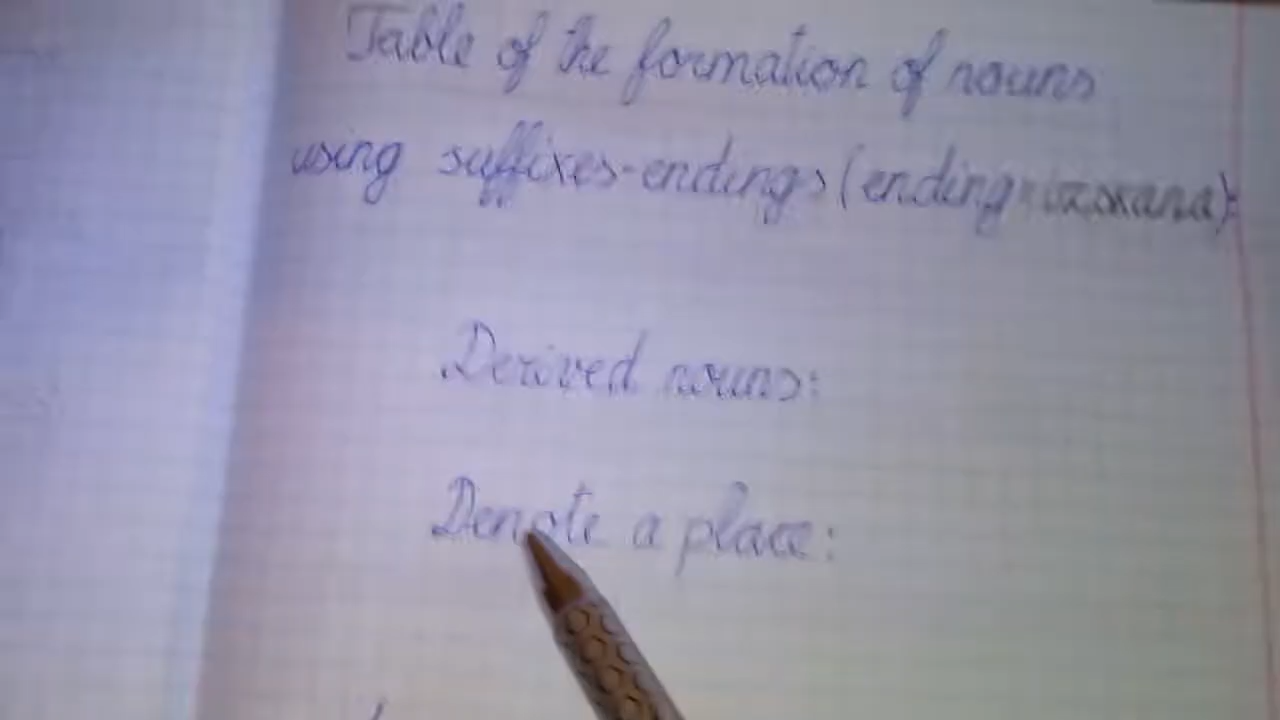 Table of the formation of nouns
using suffixes-endings (ending
Derived nouns:
Denote a place: